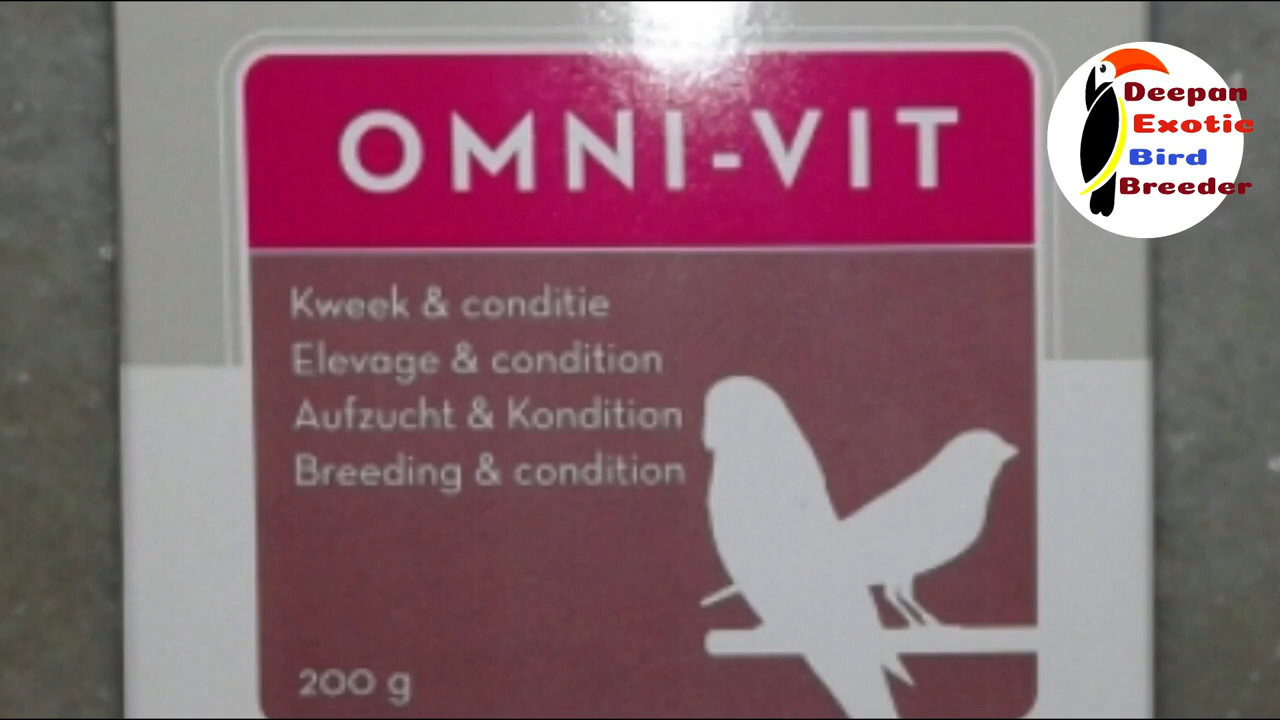 OMNI-VIT
Kweek & conditie
Elevage & condition
Aufzucht & Kondition
Breeding & condition
200 g
Deepan
Exotic
Bird
Breeder